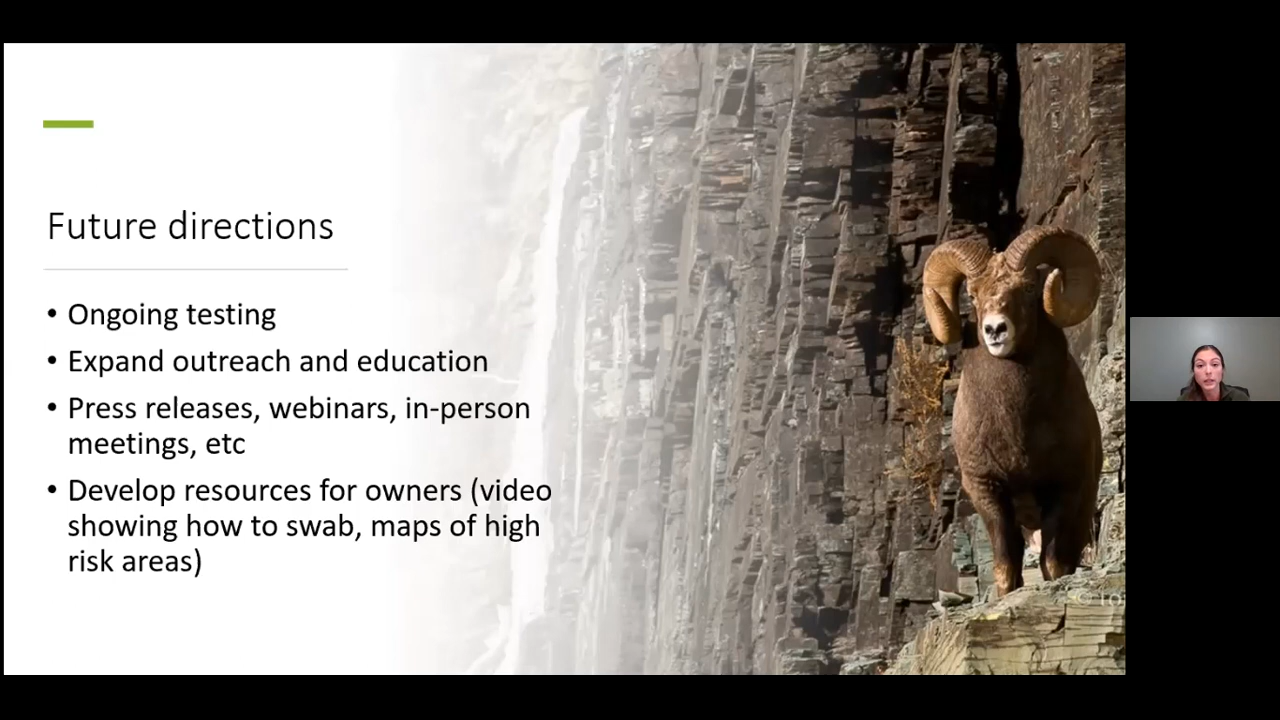 Future directions
• Ongoing testing
• Expand outreach and education
• Press releases, webinars, in-person
meetings, etc
• Develop resources for owners (video
showing how to swab, maps of high
risk areas)